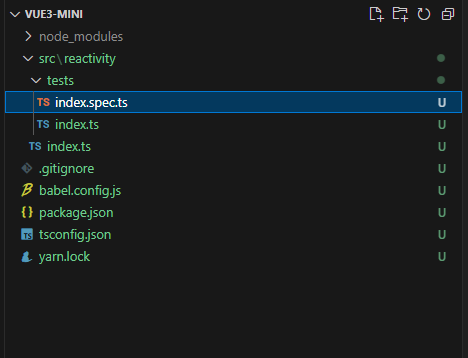 VUE3-MINI
node_modules
src\reactivity
tests
TS index.spec.ts U
TS index.ts U
TS index.ts U
.gitignore U
B babel.config.js U
{ } package.json U
TS tsconfig.json U
yarn.lock U